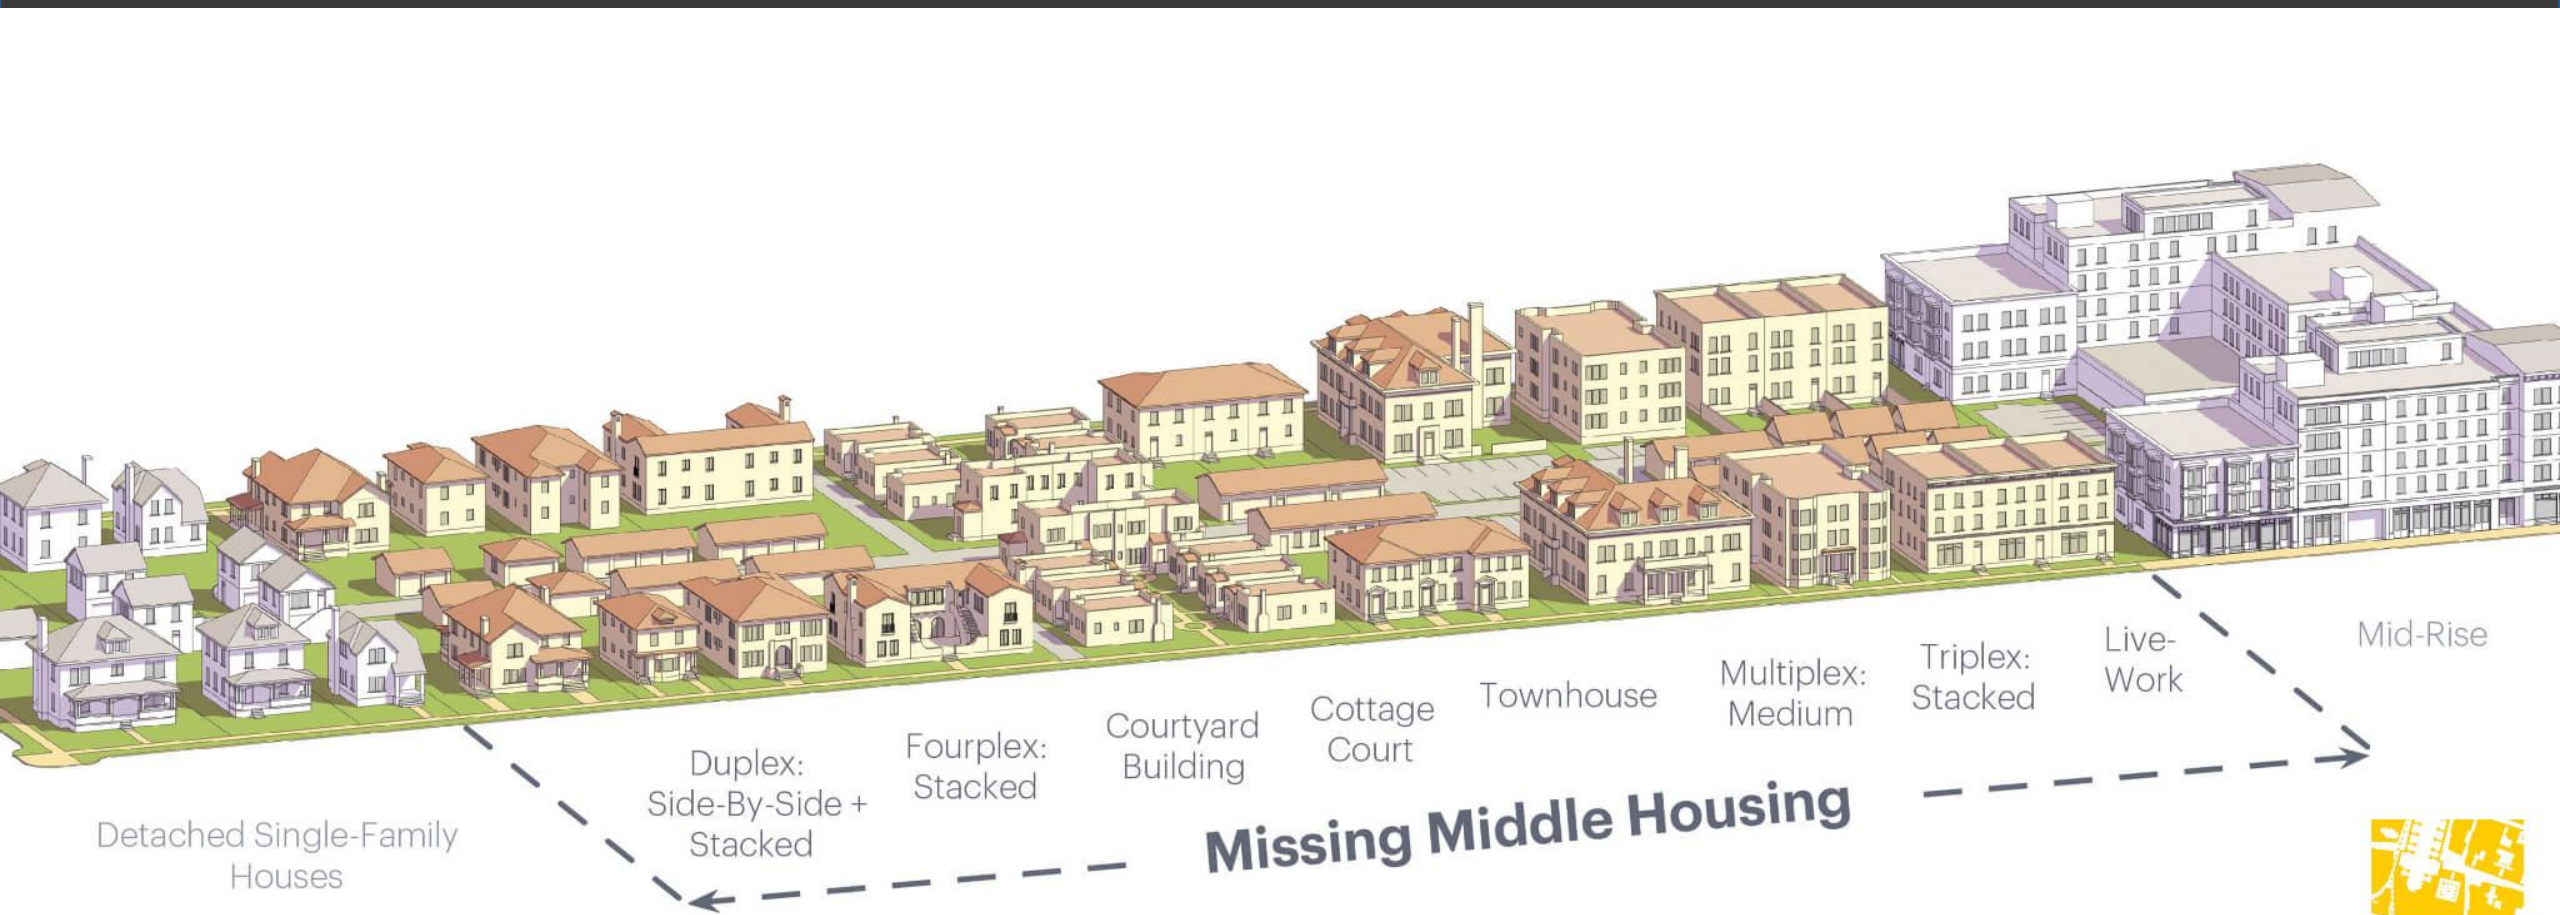 Detached Single-Family
Houses
Duplex:
Side-By-Side +
Stacked
Fourplex:
Stacked
Courtyard
Building
Cottage
Court
Townhouse
Multiplex:
Medium
Triplex:
Stacked
Live-
Work
Mid-Rise
Missing Middle Housing